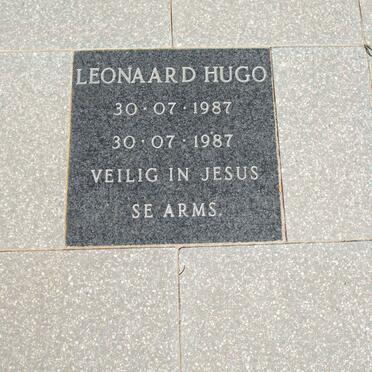 LEONAARD HUGO
30·07·1987
30·07·1987
VEILIG IN JESUS
SE ARMS.